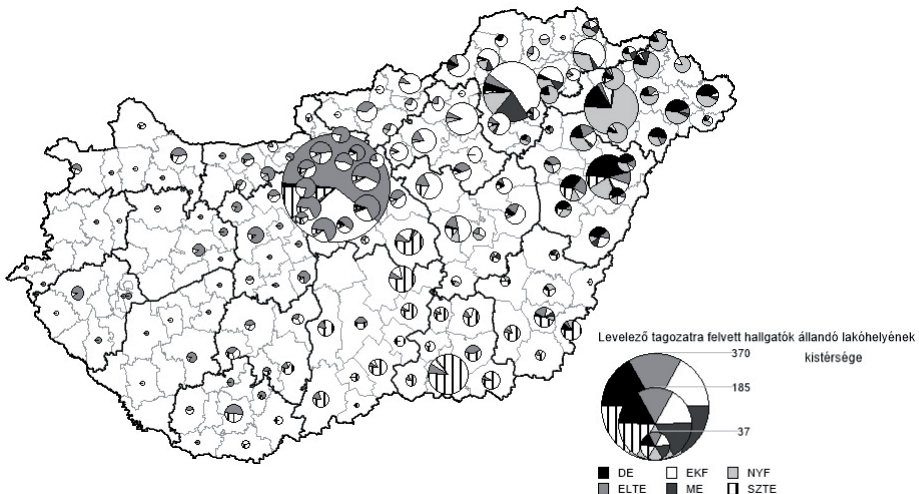 Levelező tagozatra felvett hallgatók állandó lakóhelyének
kistérsége
370
185
37
DE EKF NYF
ELTE ME SZTE